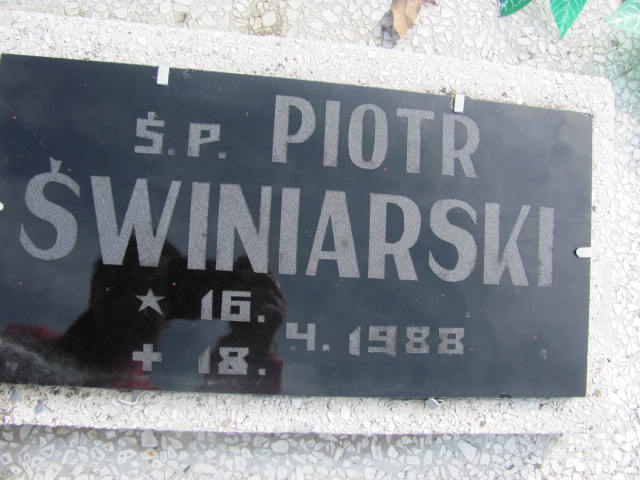 Ś.P. PIOTR
ŚWINIARSKI
★ 16.
4. 1988
+ 18.